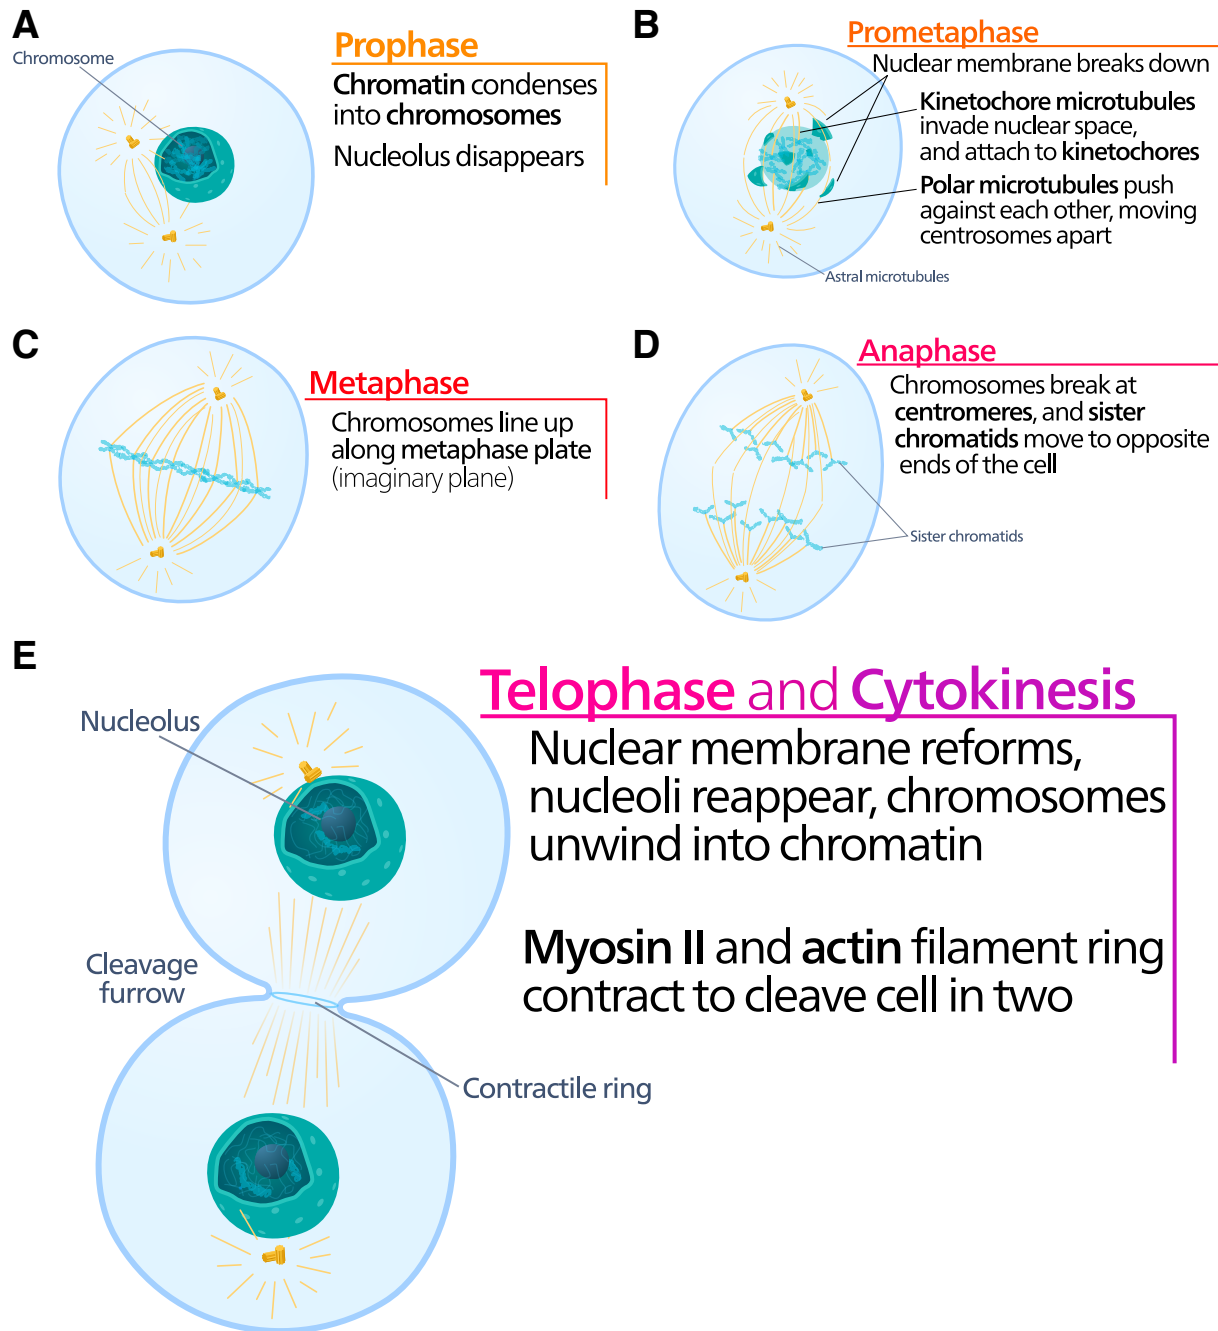 A
Chromosome
Prophase
Chromatin condenses
into chromosomes
Nucleolus disappears
B
Prometaphase
Nuclear membrane breaks down
Kinetochore microtubules
invade nuclear space,
and attach to kinetochores
Polar microtubules push
against each other, moving
centrosomes apart
Astral microtubules
C
Metaphase
Chromosomes line up
along metaphase plate
(imaginary plane)
D
Anaphase
Chromosomes break at
centromeres, and sister
chromatids move to opposite
ends of the cell
Sister chromatids
E
Telophase and Cytokinesis
Nucleolus
Nuclear membrane reforms,
nucleoli reappear, chromosomes
unwind into chromatin
Myosin II and actin filament ring
contract to cleave cell in two
Cleavage
furrow
Contractile ring